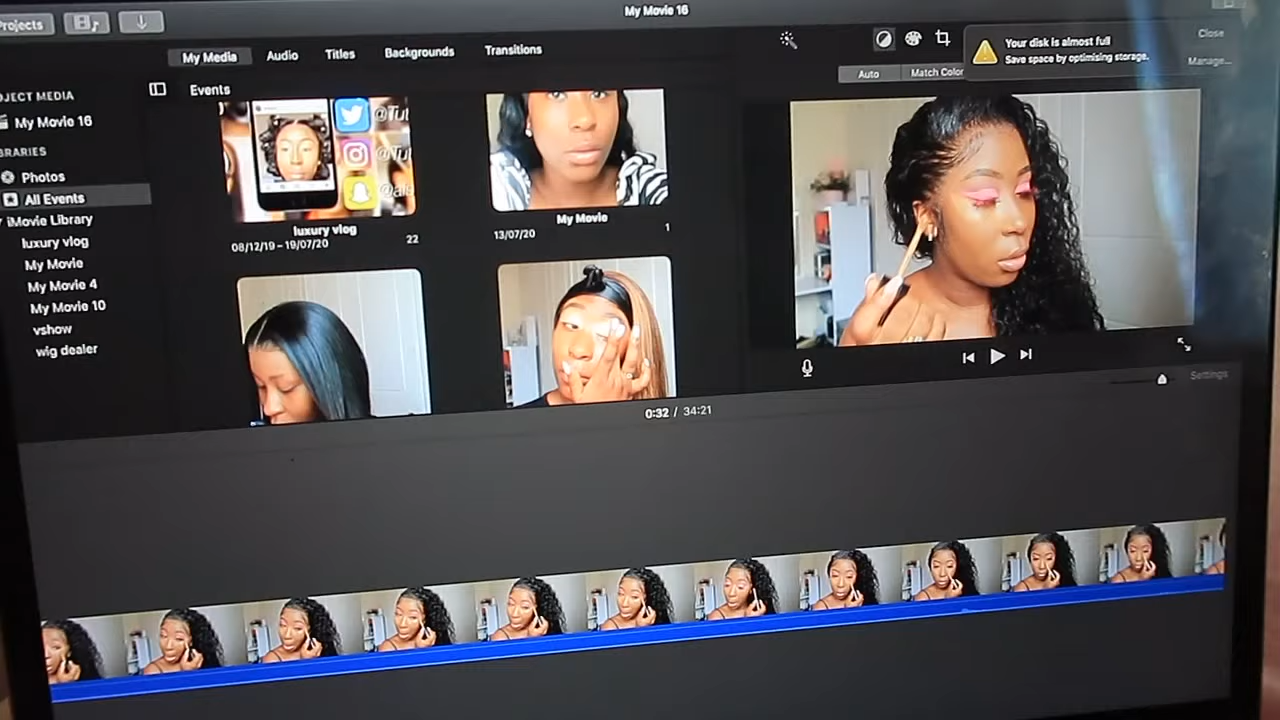 My Movie 16
Projects
My Media
Audio
Titles
Backgrounds
Transitions
Your disk is almost full
Save space by optimising storage.
Close
Manage...
Auto
Match Color
My Movie 16
Photos
All Events
iMovie Library
luxury vlog
My Movie
My Movie 4
My Movie 10
vshow
wig dealer
Events
luxury vlog
08/12/19 – 19/07/20
22
My Movie
13/07/20
1
0:32 / 34:21
Settings